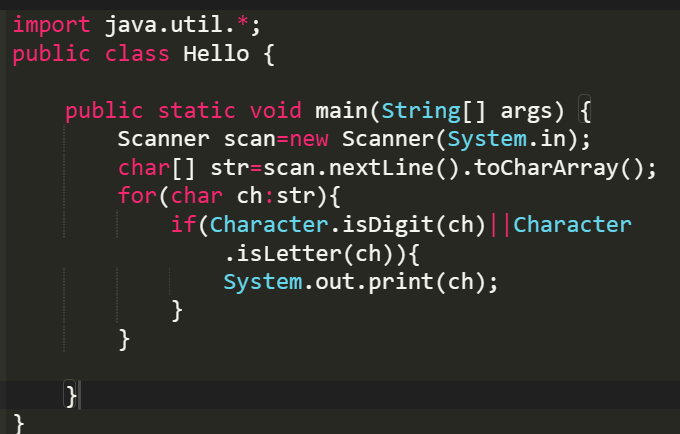 import java.util.*;
public class Hello {
public static void main(String[] args) {
Scanner scan=new Scanner(System.in);
char[] str=scan.nextLine().toCharArray();
for(char ch:str){
if(Character.isDigit(ch)||Character
.isLetter(ch)){
System.out.print(ch);
}
}
}
}